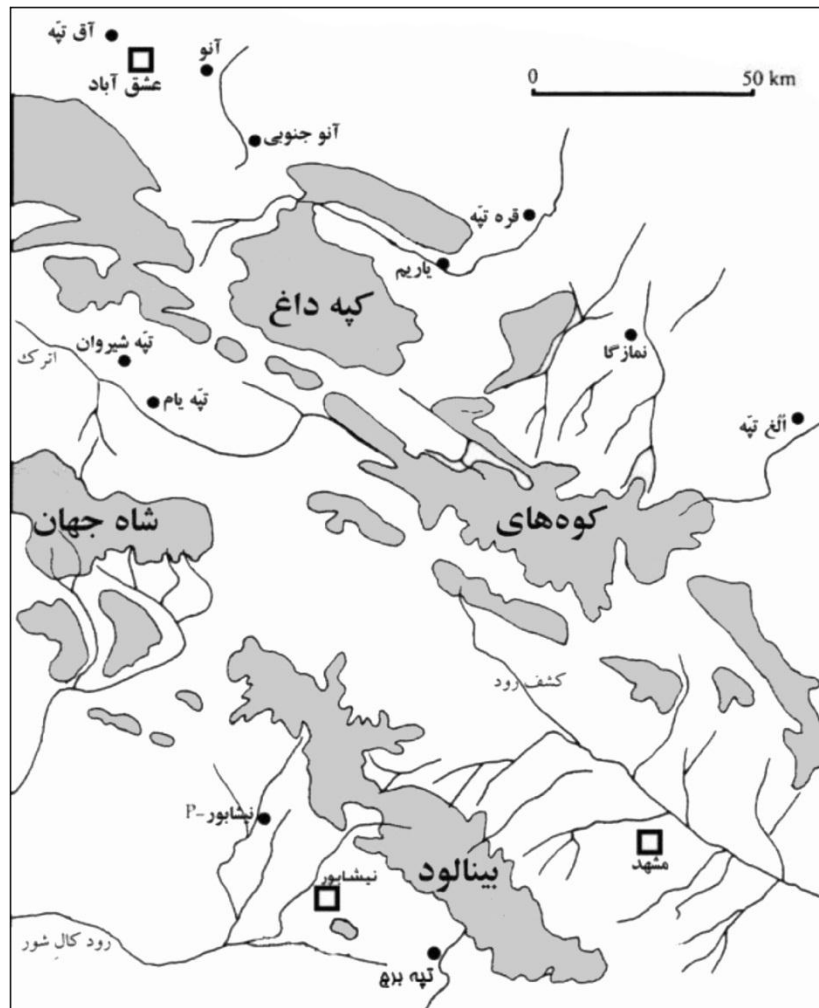 آق تپّه
عشق آباد
آنو
0 50 km
آنو جنوبی
قره تپّه
یاریم
کپه داغ
نمازگا
تپّه شیروان
اترک
تپّه یام
اُلغ تپّه
شاه جهان
کوه‌های
کشف رود
نیشابور-P
مشهد
بینالود
نیشابور
رود کالِ شور
تپه برج